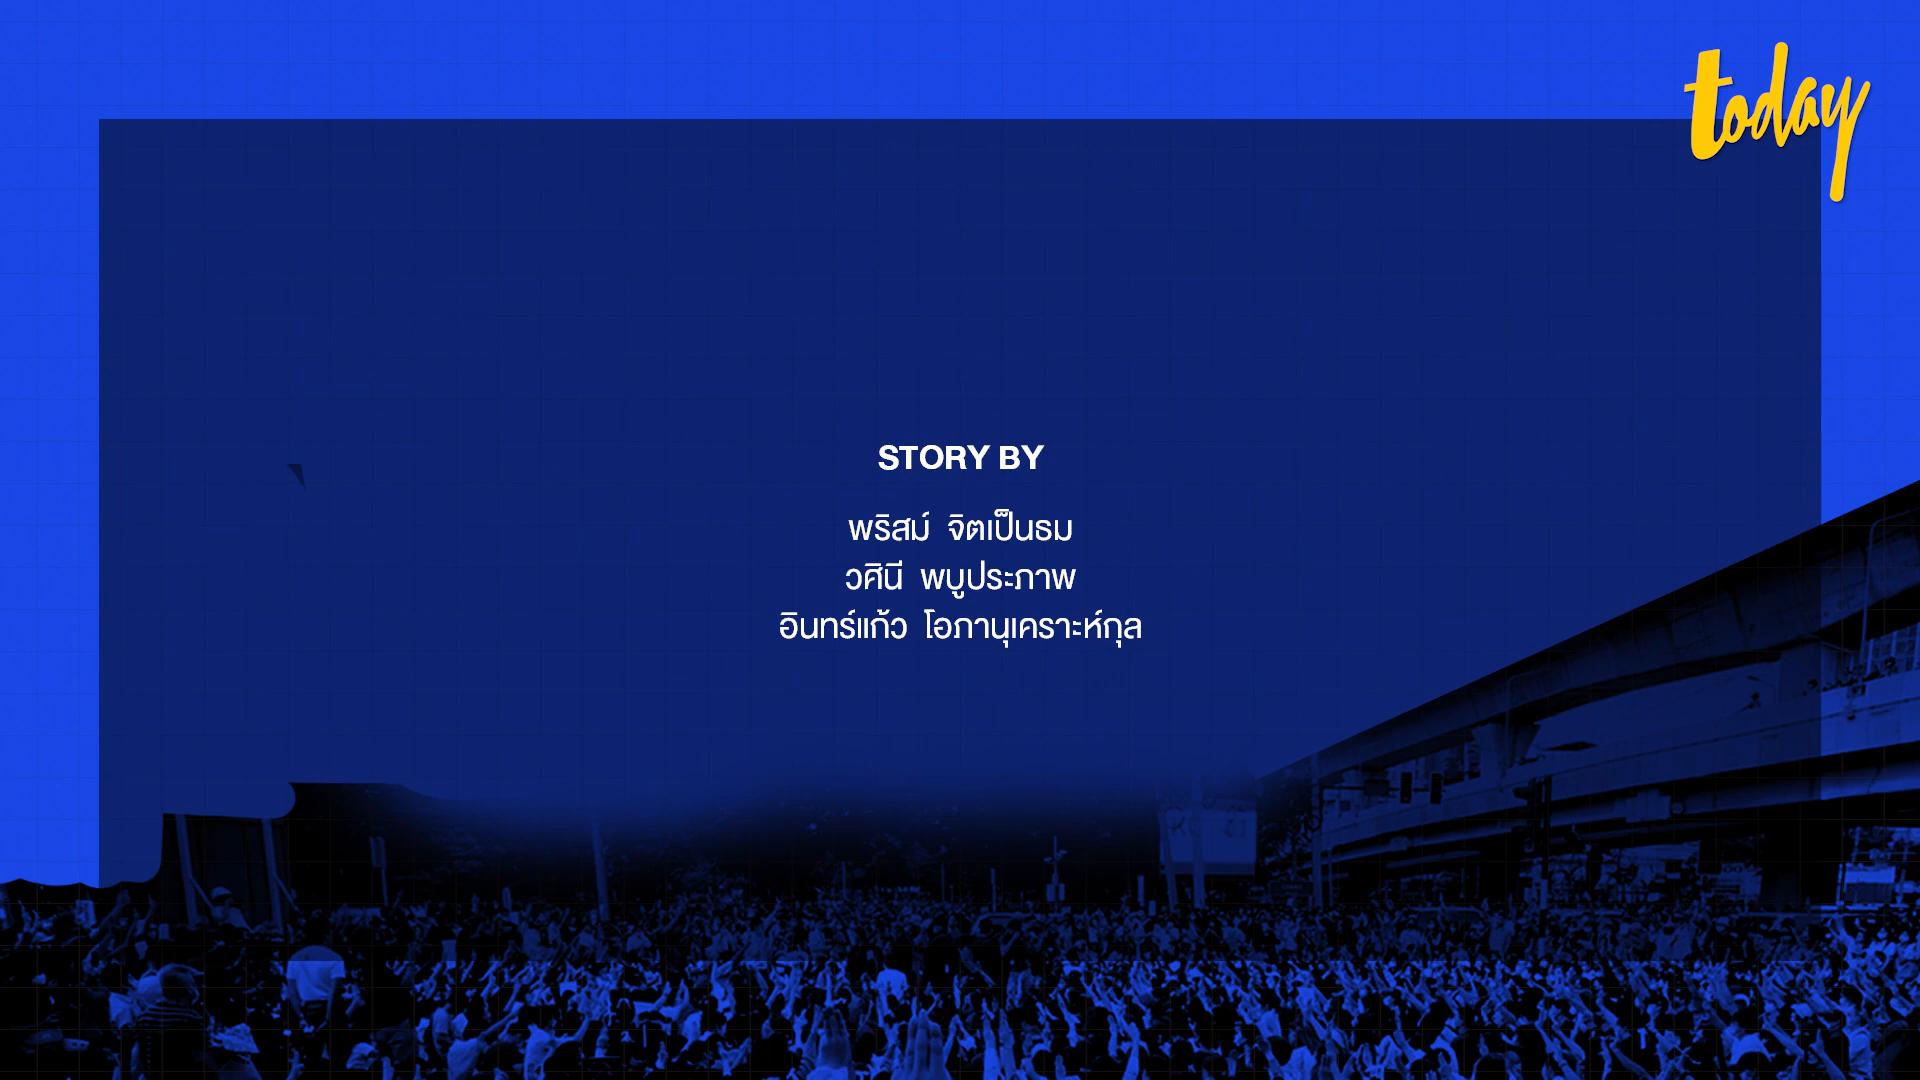 today
STORY BY
พริสม์ จิตเป็นธม
วศินี พบูประภาพ
อินทร์แก้ว โอภานุเคราะห์กุล